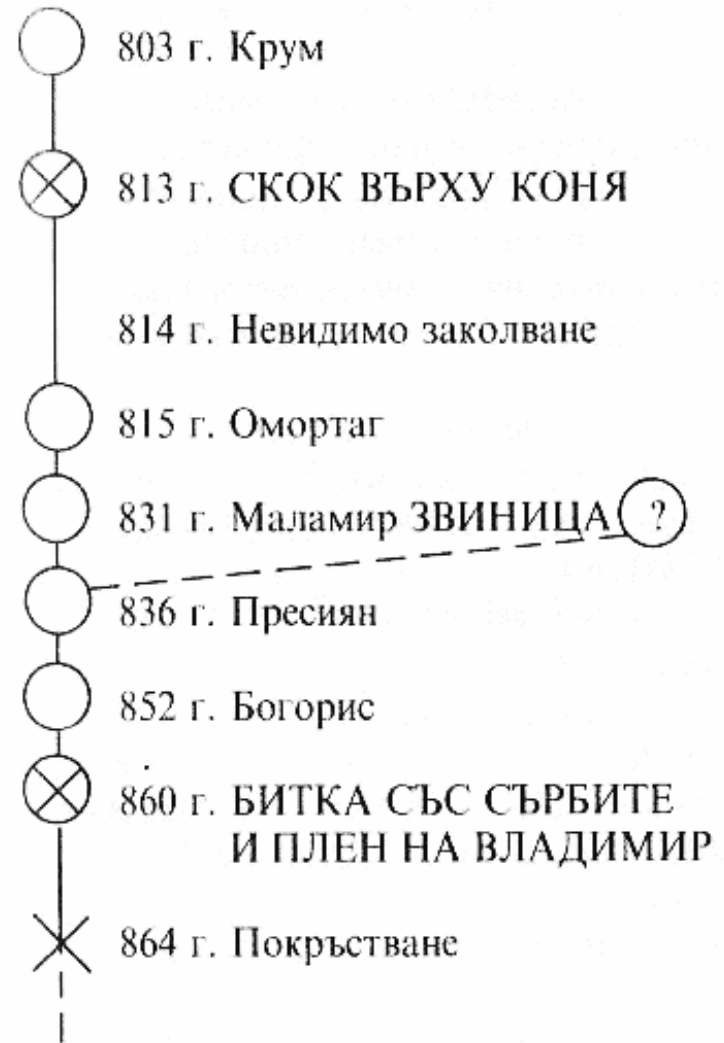 803 г. Крум
813 г. СКОК ВЪРХУ КОНЯ
814 г. Невидимо заколване
815 г. Омортаг
831 г. Маламир ЗВИНИЦА ?
836 г. Пресиян
852 г. Богорис
860 г. БИТКА СЪС СЪРБИТЕ
И ПЛЕН НА ВЛАДИМИР
864 г. Покръстване